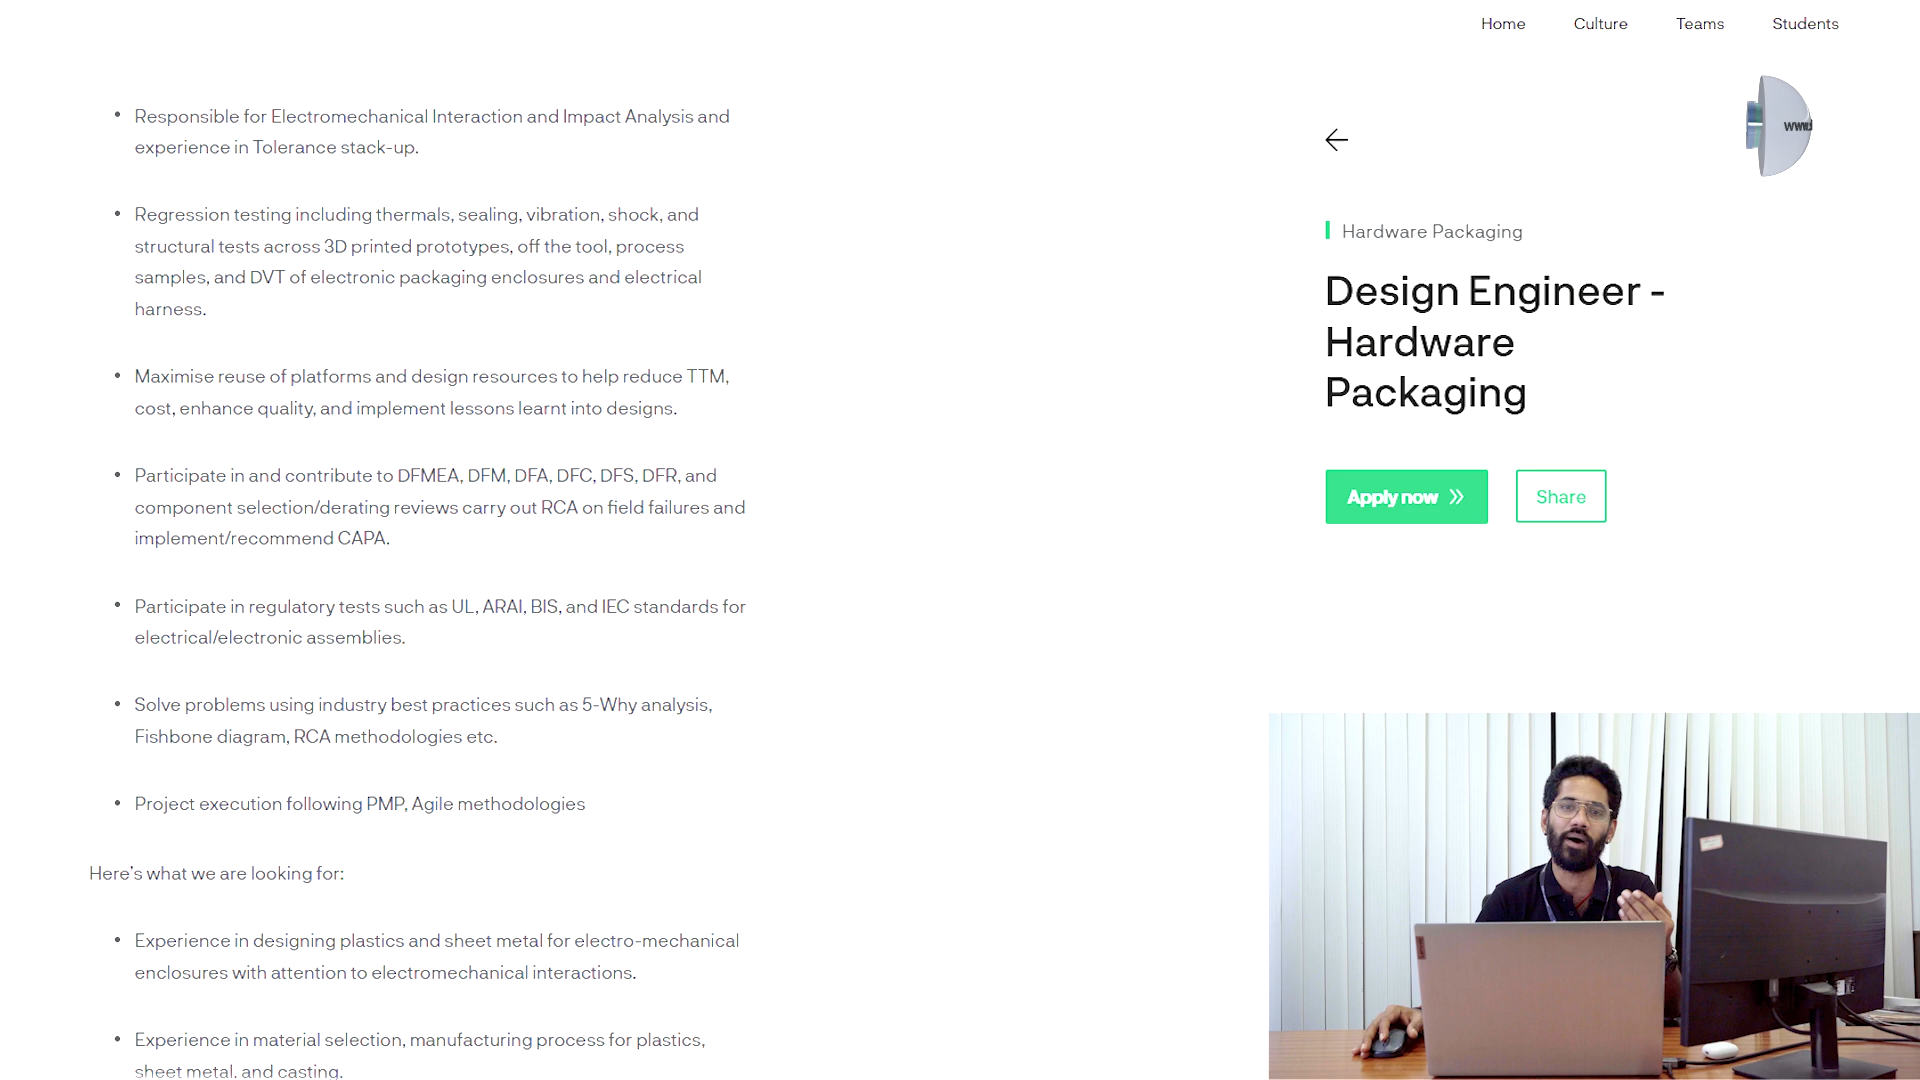 Home Culture Teams Students
• Responsible for Electromechanical Interaction and Impact Analysis and
experience in Tolerance stack-up.
• Regression testing including thermals, sealing, vibration, shock, and
structural tests across 3D printed prototypes, off the tool, process
samples, and DVT of electronic packaging enclosures and electrical
harness.
• Maximise reuse of platforms and design resources to help reduce TTM,
cost, enhance quality, and implement lessons learnt into designs.
• Participate in and contribute to DFMEA, DFM, DFA, DFC, DFS, DFR, and
component selection/derating reviews carry out RCA on field failures and
implement/recommend CAPA.
• Participate in regulatory tests such as UL, ARAI, BIS, and IEC standards for
electrical/electronic assemblies.
• Solve problems using industry best practices such as 5-Why analysis,
Fishbone diagram, RCA methodologies etc.
• Project execution following PMP, Agile methodologies
Here's what we are looking for:
• Experience in designing plastics and sheet metal for electro-mechanical
enclosures with attention to electromechanical interactions.
• Experience in material selection, manufacturing process for plastics,
sheet metal, and casting.
Hardware Packaging
Design Engineer -
Hardware
Packaging
Apply now »
Share